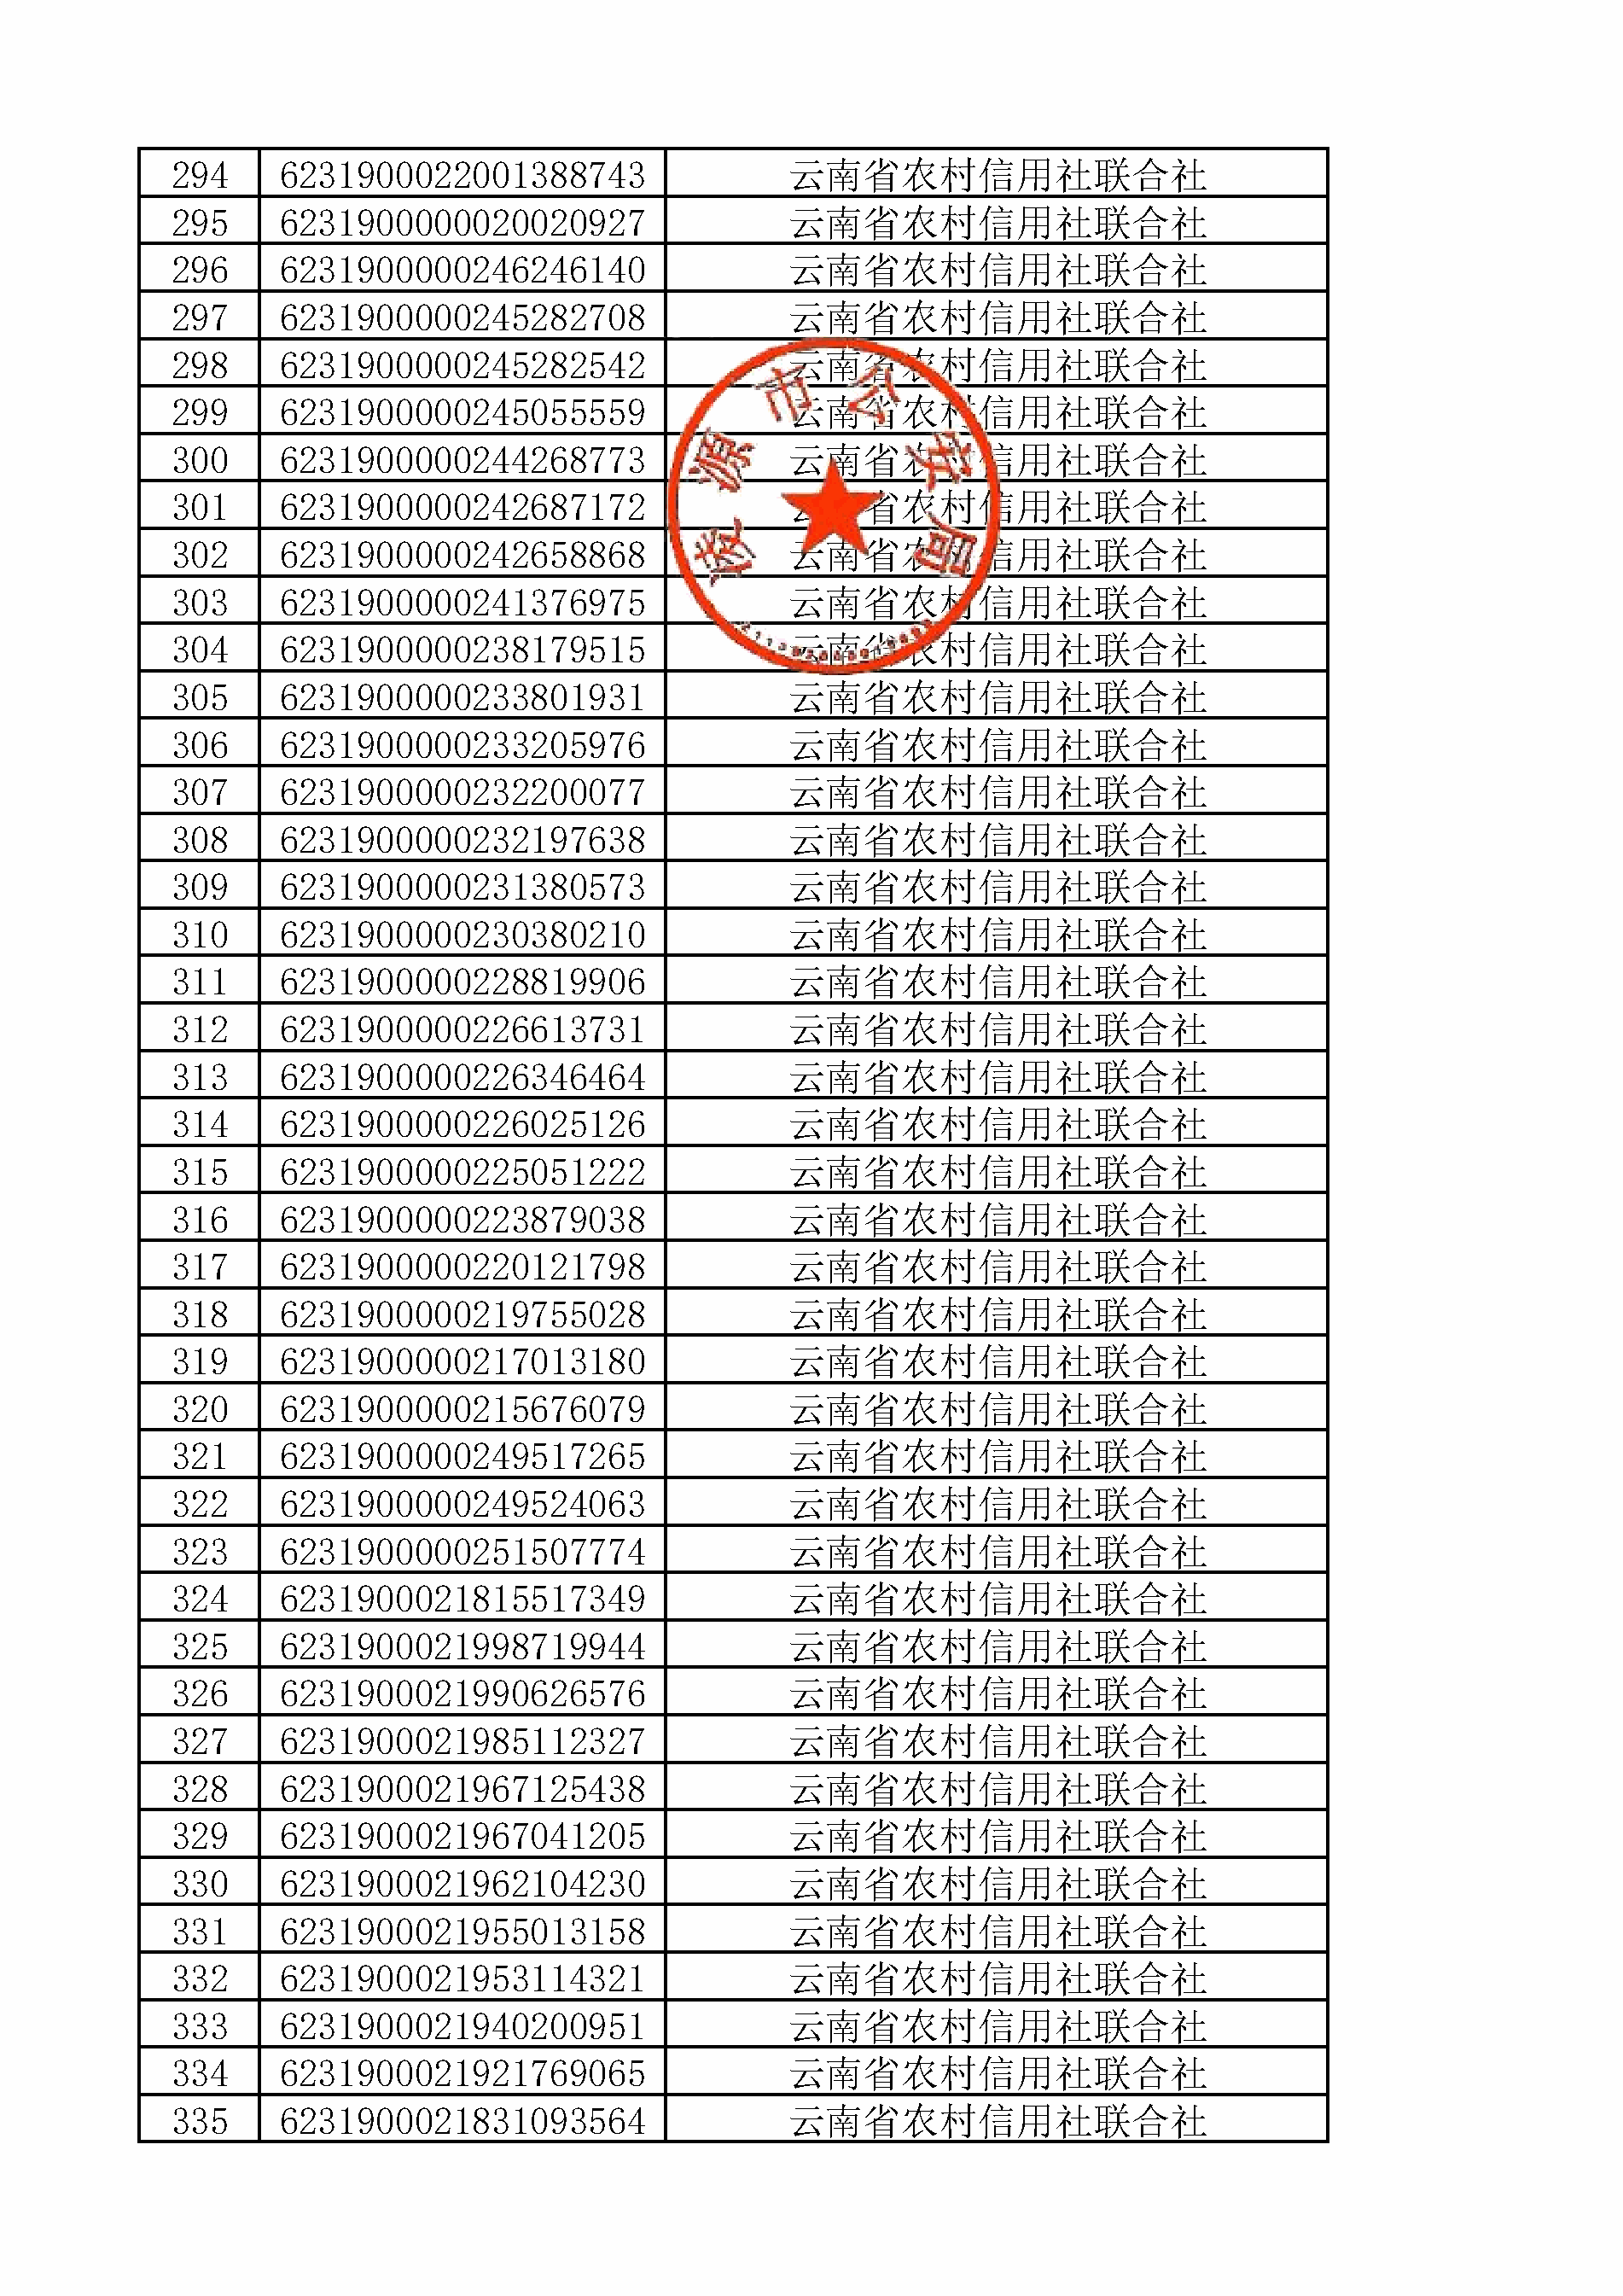 294 6231900022001388743 云南省农村信用社联合社
295 6231900000020020927 云南省农村信用社联合社
296 6231900000246246140 云南省农村信用社联合社
297 6231900000245282708 云南省农村信用社联合社
298 6231900000245282542 云南省农村信用社联合社
299 6231900000245055559 云南省农村信用社联合社
300 6231900000244268773 云南省农村信用社联合社
301 6231900000242687172 云南省农村信用社联合社
302 6231900000242658868 云南省农村信用社联合社
303 6231900000241376975 云南省农村信用社联合社
304 6231900000238179515 云南省农村信用社联合社
凌源市公安局
305 6231900000233801931 云南省农村信用社联合社
306 6231900000233205976 云南省农村信用社联合社
307 6231900000232200077 云南省农村信用社联合社
308 6231900000232197638 云南省农村信用社联合社
309 6231900000231380573 云南省农村信用社联合社
310 6231900000230380210 云南省农村信用社联合社
311 6231900000228819906 云南省农村信用社联合社
312 6231900000226613731 云南省农村信用社联合社
313 6231900000226346464 云南省农村信用社联合社
314 6231900000226025126 云南省农村信用社联合社
315 6231900000225051222 云南省农村信用社联合社
316 6231900000223879038 云南省农村信用社联合社
317 6231900000220121798 云南省农村信用社联合社
318 6231900000219755028 云南省农村信用社联合社
319 6231900000217013180 云南省农村信用社联合社
320 6231900000215676079 云南省农村信用社联合社
321 6231900000249517265 云南省农村信用社联合社
322 6231900000249524063 云南省农村信用社联合社
323 6231900000251507774 云南省农村信用社联合社
324 6231900021815517349 云南省农村信用社联合社
325 6231900021998719944 云南省农村信用社联合社
326 6231900021990626576 云南省农村信用社联合社
327 6231900021985112327 云南省农村信用社联合社
328 6231900021967125438 云南省农村信用社联合社
329 6231900021967041205 云南省农村信用社联合社
330 6231900021962104230 云南省农村信用社联合社
331 6231900021955013158 云南省农村信用社联合社
332 6231900021953114321 云南省农村信用社联合社
333 6231900021940200951 云南省农村信用社联合社
334 6231900021921769065 云南省农村信用社联合社
335 6231900021831093564 云南省农村信用社联合社